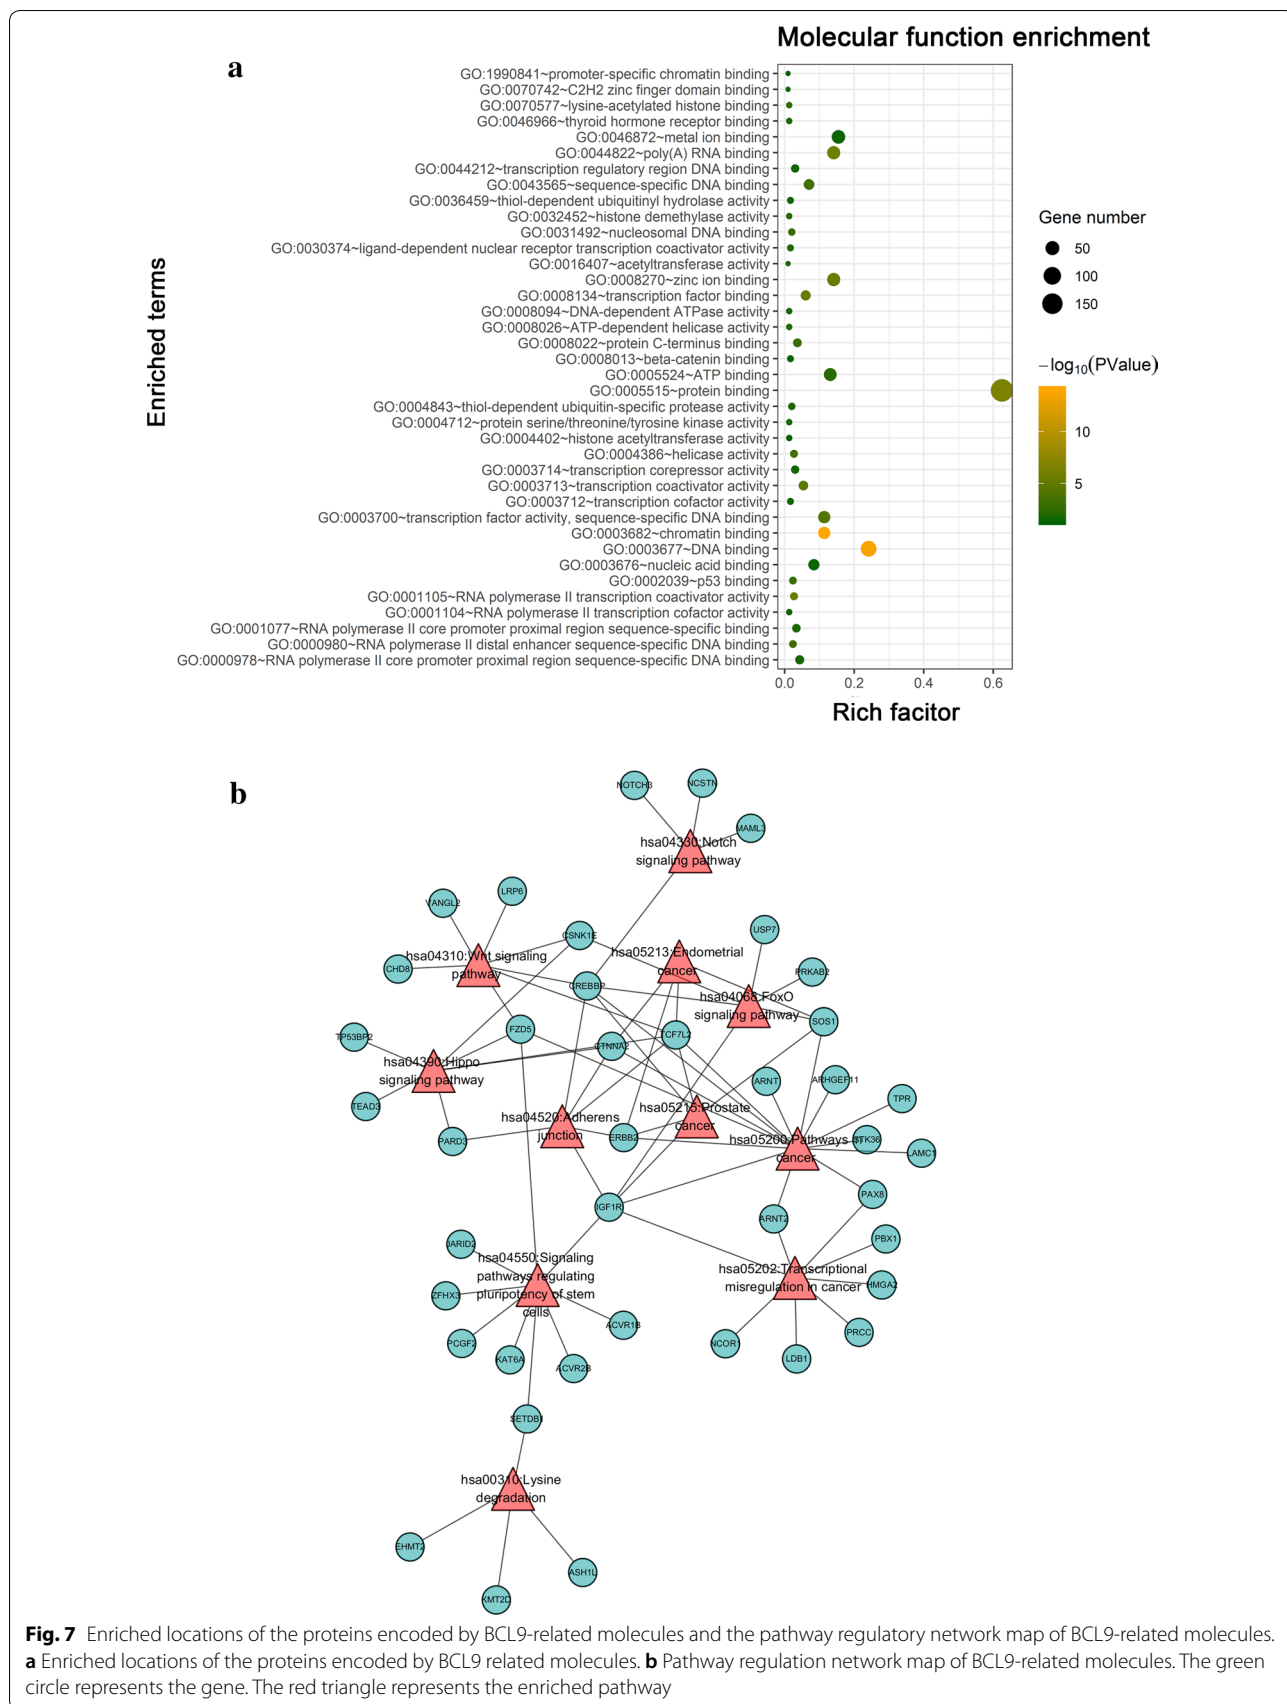 Molecular function enrichment
a
GO:1990841~promoter-specific chromatin binding
GO:0070742~C2H2 zinc finger domain binding
GO:0070577~lysine-acetylated histone binding
GO:0046966~thyroid hormone receptor binding
GO:0046872~metal ion binding
GO:0044822~poly(A) RNA binding
GO:0044212~transcription regulatory region DNA binding
GO:0043565~sequence-specific DNA binding
GO:0036459~thiol-dependent ubiquitinyl hydrolase activity
GO:0032452~histone demethylase activity
GO:0031492~nucleosomal DNA binding
GO:0030374~ligand-dependent nuclear receptor transcription coactivator activity
GO:0016407~acetyltransferase activity
GO:0008270~zinc ion binding
GO:0008134~transcription factor binding
GO:0008094~DNA-dependent ATPase activity
GO:0008026~ATP-dependent helicase activity
GO:0008022~protein C-terminus binding
GO:0008013~beta-catenin binding
GO:0005524~ATP binding
GO:0005515~protein binding
GO:0004843~thiol-dependent ubiquitin-specific protease activity
GO:0004712~protein serine/threonine/tyrosine kinase activity
GO:0004402~histone acetyltransferase activity
GO:0004386~helicase activity
GO:0003714~transcription corepressor activity
GO:0003713~transcription coactivator activity
GO:0003712~transcription cofactor activity
GO:0003700~transcription factor activity, sequence-specific DNA binding
GO:0003682~chromatin binding
GO:0003677~DNA binding
GO:0003676~nucleic acid binding
GO:0002039~p53 binding
GO:0001105~RNA polymerase II transcription coactivator activity
GO:0001104~RNA polymerase II transcription cofactor activity
GO:0001077~RNA polymerase II core promoter proximal region sequence-specific binding
GO:0000980~RNA polymerase II distal enhancer sequence-specific DNA binding
GO:0000978~RNA polymerase II core promoter proximal region sequence-specific DNA binding
Enriched terms
0.0 0.2 0.4 0.6
Rich facitor
Gene number
50
100
150
−log10(PValue)
10
5
b
NOTCH3
NCSTN
MAML3
hsa04330:Notch
signaling pathway
VANGL2
LRP6
CSNK1E
USP7
CHD8
hsa04310:Wnt signaling
pathway
hsa05213:Endometrial
cancer
PRKAB2
CREBBP
hsa04068:FoxO
signaling pathway
SOS1
TP53BP2
FZD5
CTNNA2
TCF7L2
hsa04390:Hippo
signaling pathway
ARNT
ARHGEF11
TPR
TEAD3
PARD3
hsa04520:Adherens
junction
ERBB2
hsa05215:Prostate
cancer
hsa05200:Pathways in
cancer
STK36
LAMC1
IGF1R
PAX8
ARNT2
PBX1
JARID2
hsa04550:Signaling
pathways regulating
pluripotency of stem
cells
hsa05202:Transcriptional
misregulation in cancer
HMGA2
ZFHX3
ACVR1B
PCGF2
KAT6A
ACVR2B
NCOR1
LDB1
PRCC
SETDB1
hsa00310:Lysine
degradation
EHMT2
ASH1L
KMT2D
Fig. 7 Enriched locations of the proteins encoded by BCL9-related molecules and the pathway regulatory network map of BCL9-related molecules.
a Enriched locations of the proteins encoded by BCL9 related molecules. b Pathway regulation network map of BCL9-related molecules. The green
circle represents the gene. The red triangle represents the enriched pathway